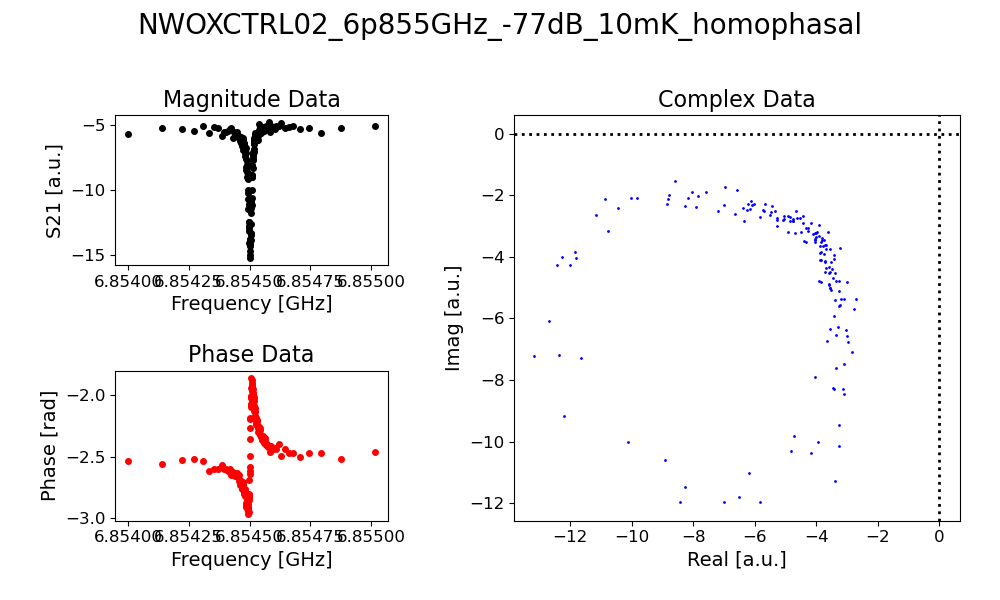 NWOXCTRL02_6p855GHz_-77dB_10mK_homophasal
Magnitude Data
S21 [a.u.]
−5
−10
−15
6.85400 6.85425 6.85450 6.85475 6.85500
Frequency [GHz]
Phase Data
Phase [rad]
−2.0
−2.5
−3.0
6.85400 6.85425 6.85450 6.85475 6.85500
Frequency [GHz]
Complex Data
Imag [a.u.]
0
−2
−4
−6
−8
−10
−12
−12 −10 −8 −6 −4 −2 0
Real [a.u.]